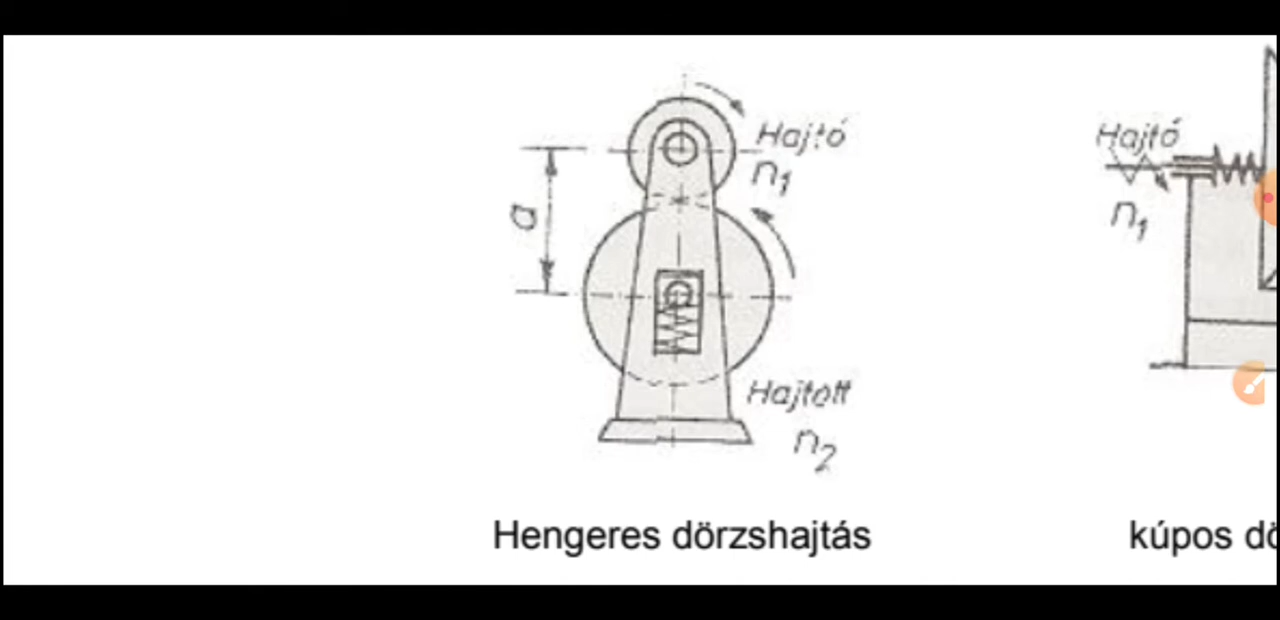 Hajtó
n1
a
Hajtott
n2
Hengeres dörzshajtás
Hajtó
n1
kúpos dö